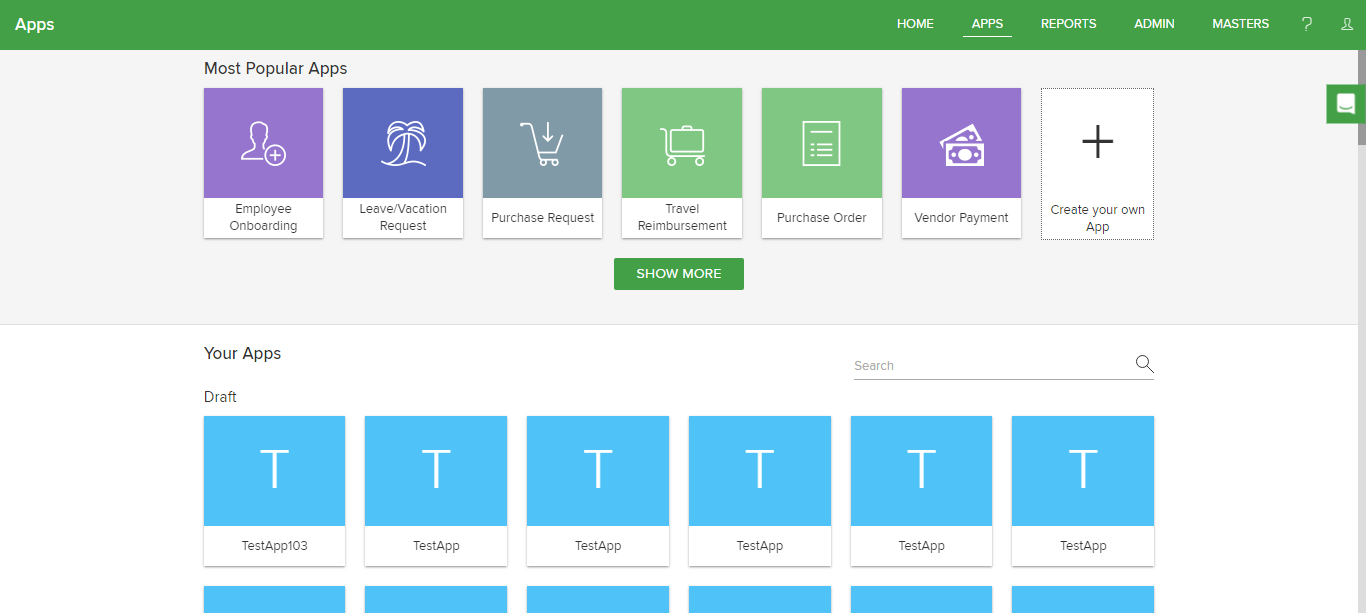 Apps
HOME APPS REPORTS ADMIN MASTERS ?
Most Popular Apps
Employee
Onboarding
Leave/Vacation
Request
Purchase Request
Travel
Reimbursement
Purchase Order
Vendor Payment
Create your own
App
SHOW MORE
Your Apps
Search
Draft
T T T T T T
TestApp103 TestApp TestApp TestApp TestApp TestApp